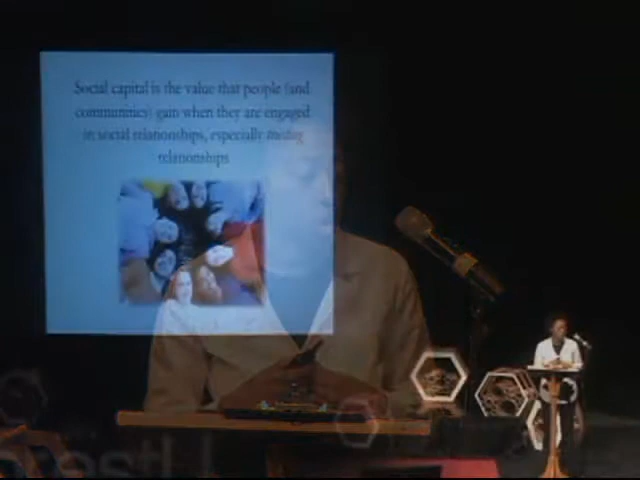 Social capital is the value that people (and
communities) gain when they are engaged
in social relationships, especially trusting
relationships